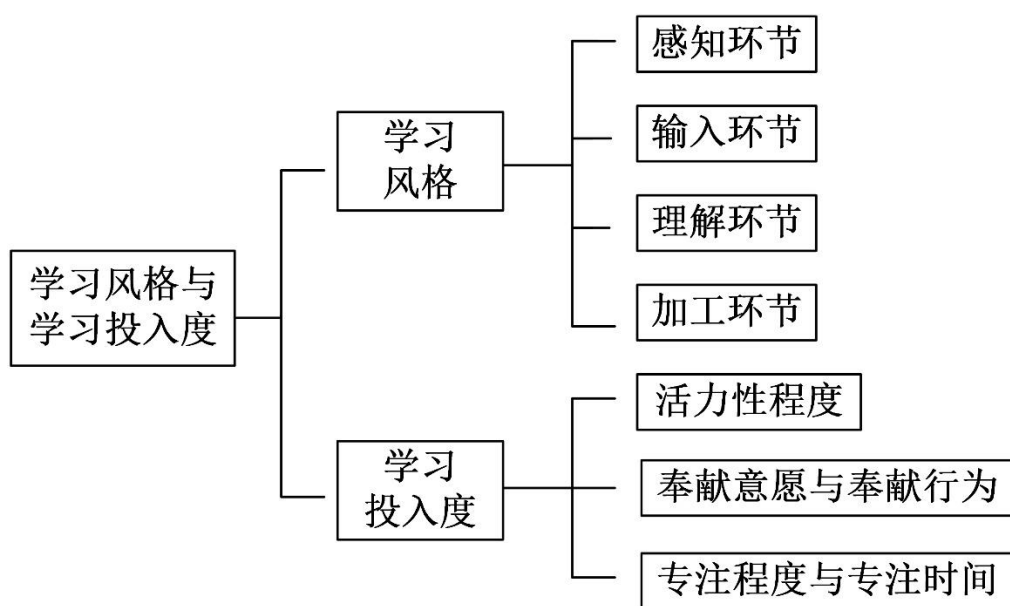 学习风格与
学习投入度
学习
风格
感知环节
输入环节
理解环节
加工环节
学习
投入度
活力性程度
奉献意愿与奉献行为
专注程度与专注时间